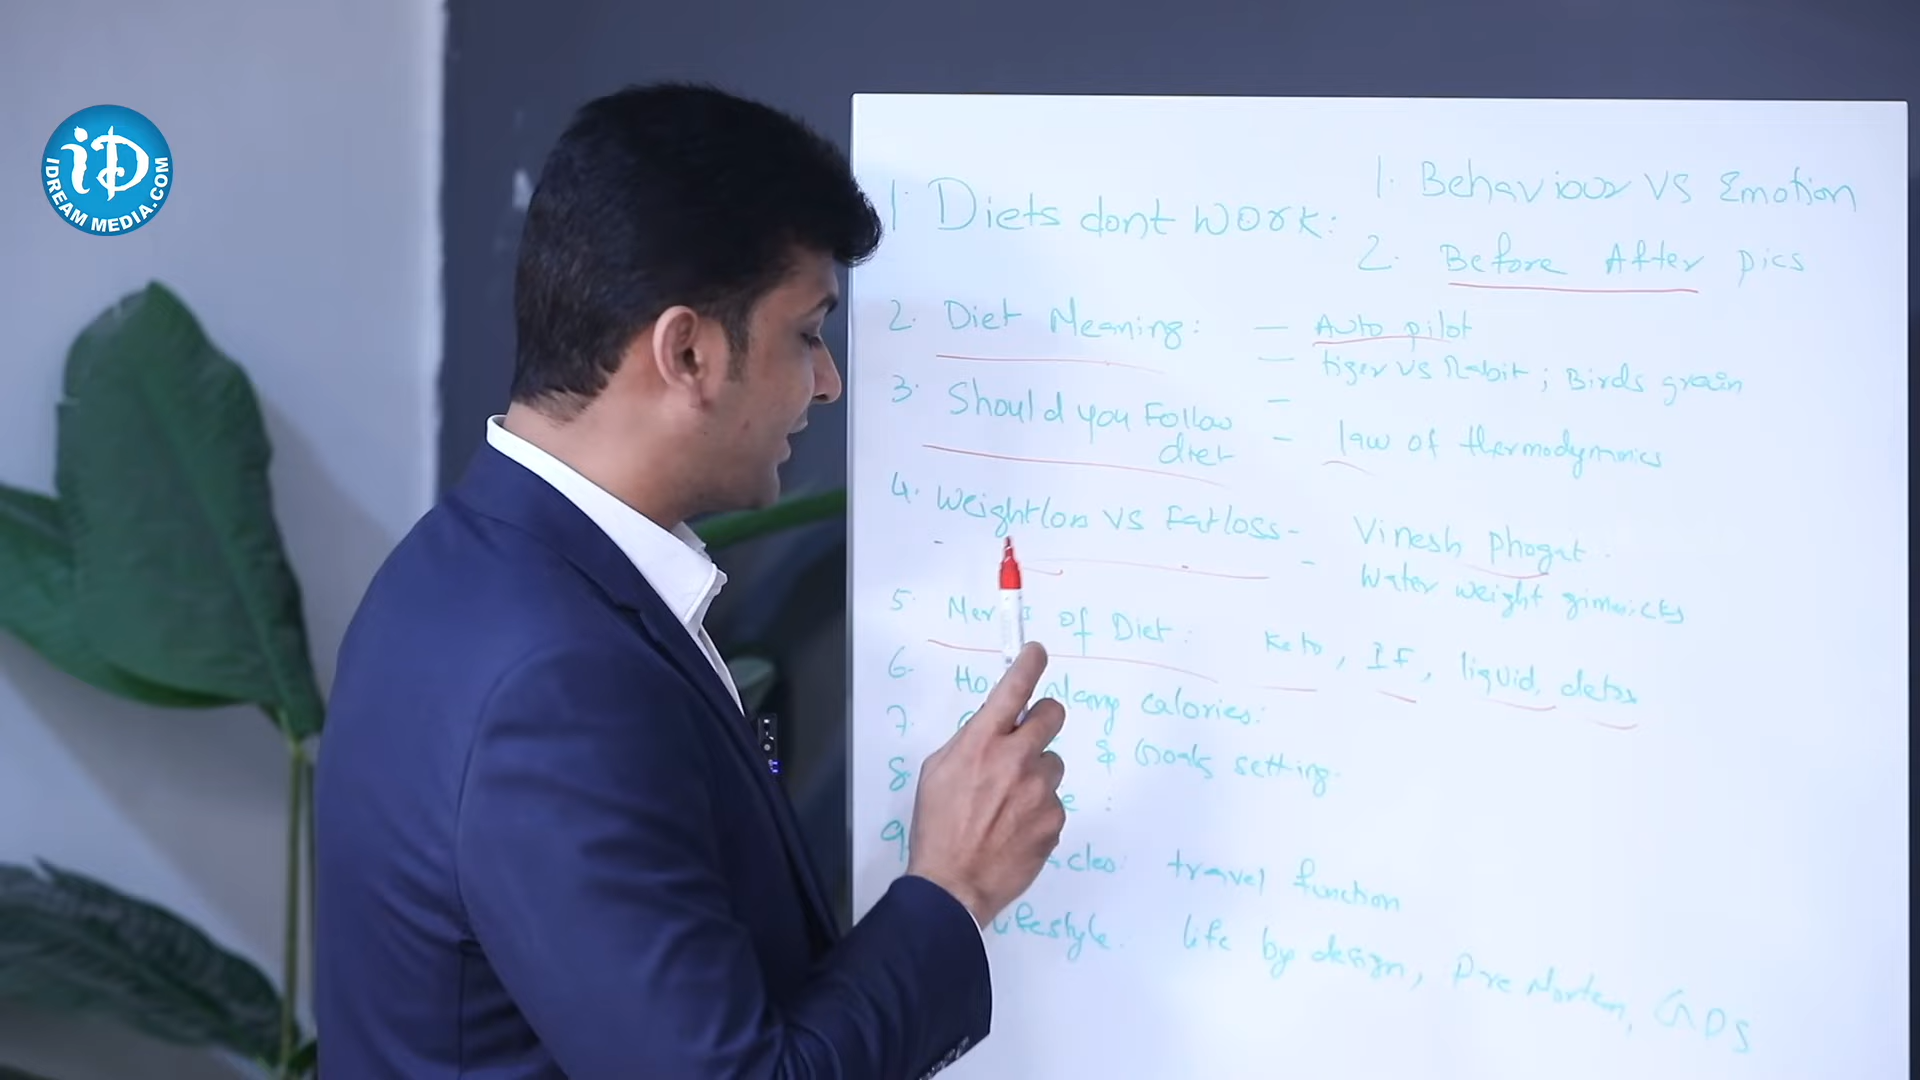 iD
IDREAM MEDIA.COM
1 Diets dont work:
1. Behaviour VS Emotion
2. Before After pics
2. Diet Meaning: - Auto pilot
- tiger vs Rabit ; Birds grain
-
3. Should you Follow diet - law of thermodynamics
4. Weightloss VS Fatloss - Vinesh phogat.
- - Water weight gimmicks
5. of Diet: Keto, IF, liquid, detox
6. Many calories:
7. & Goals setting.
8
9 travel function
lifestyle. life by design, Pre Mortem, GPS